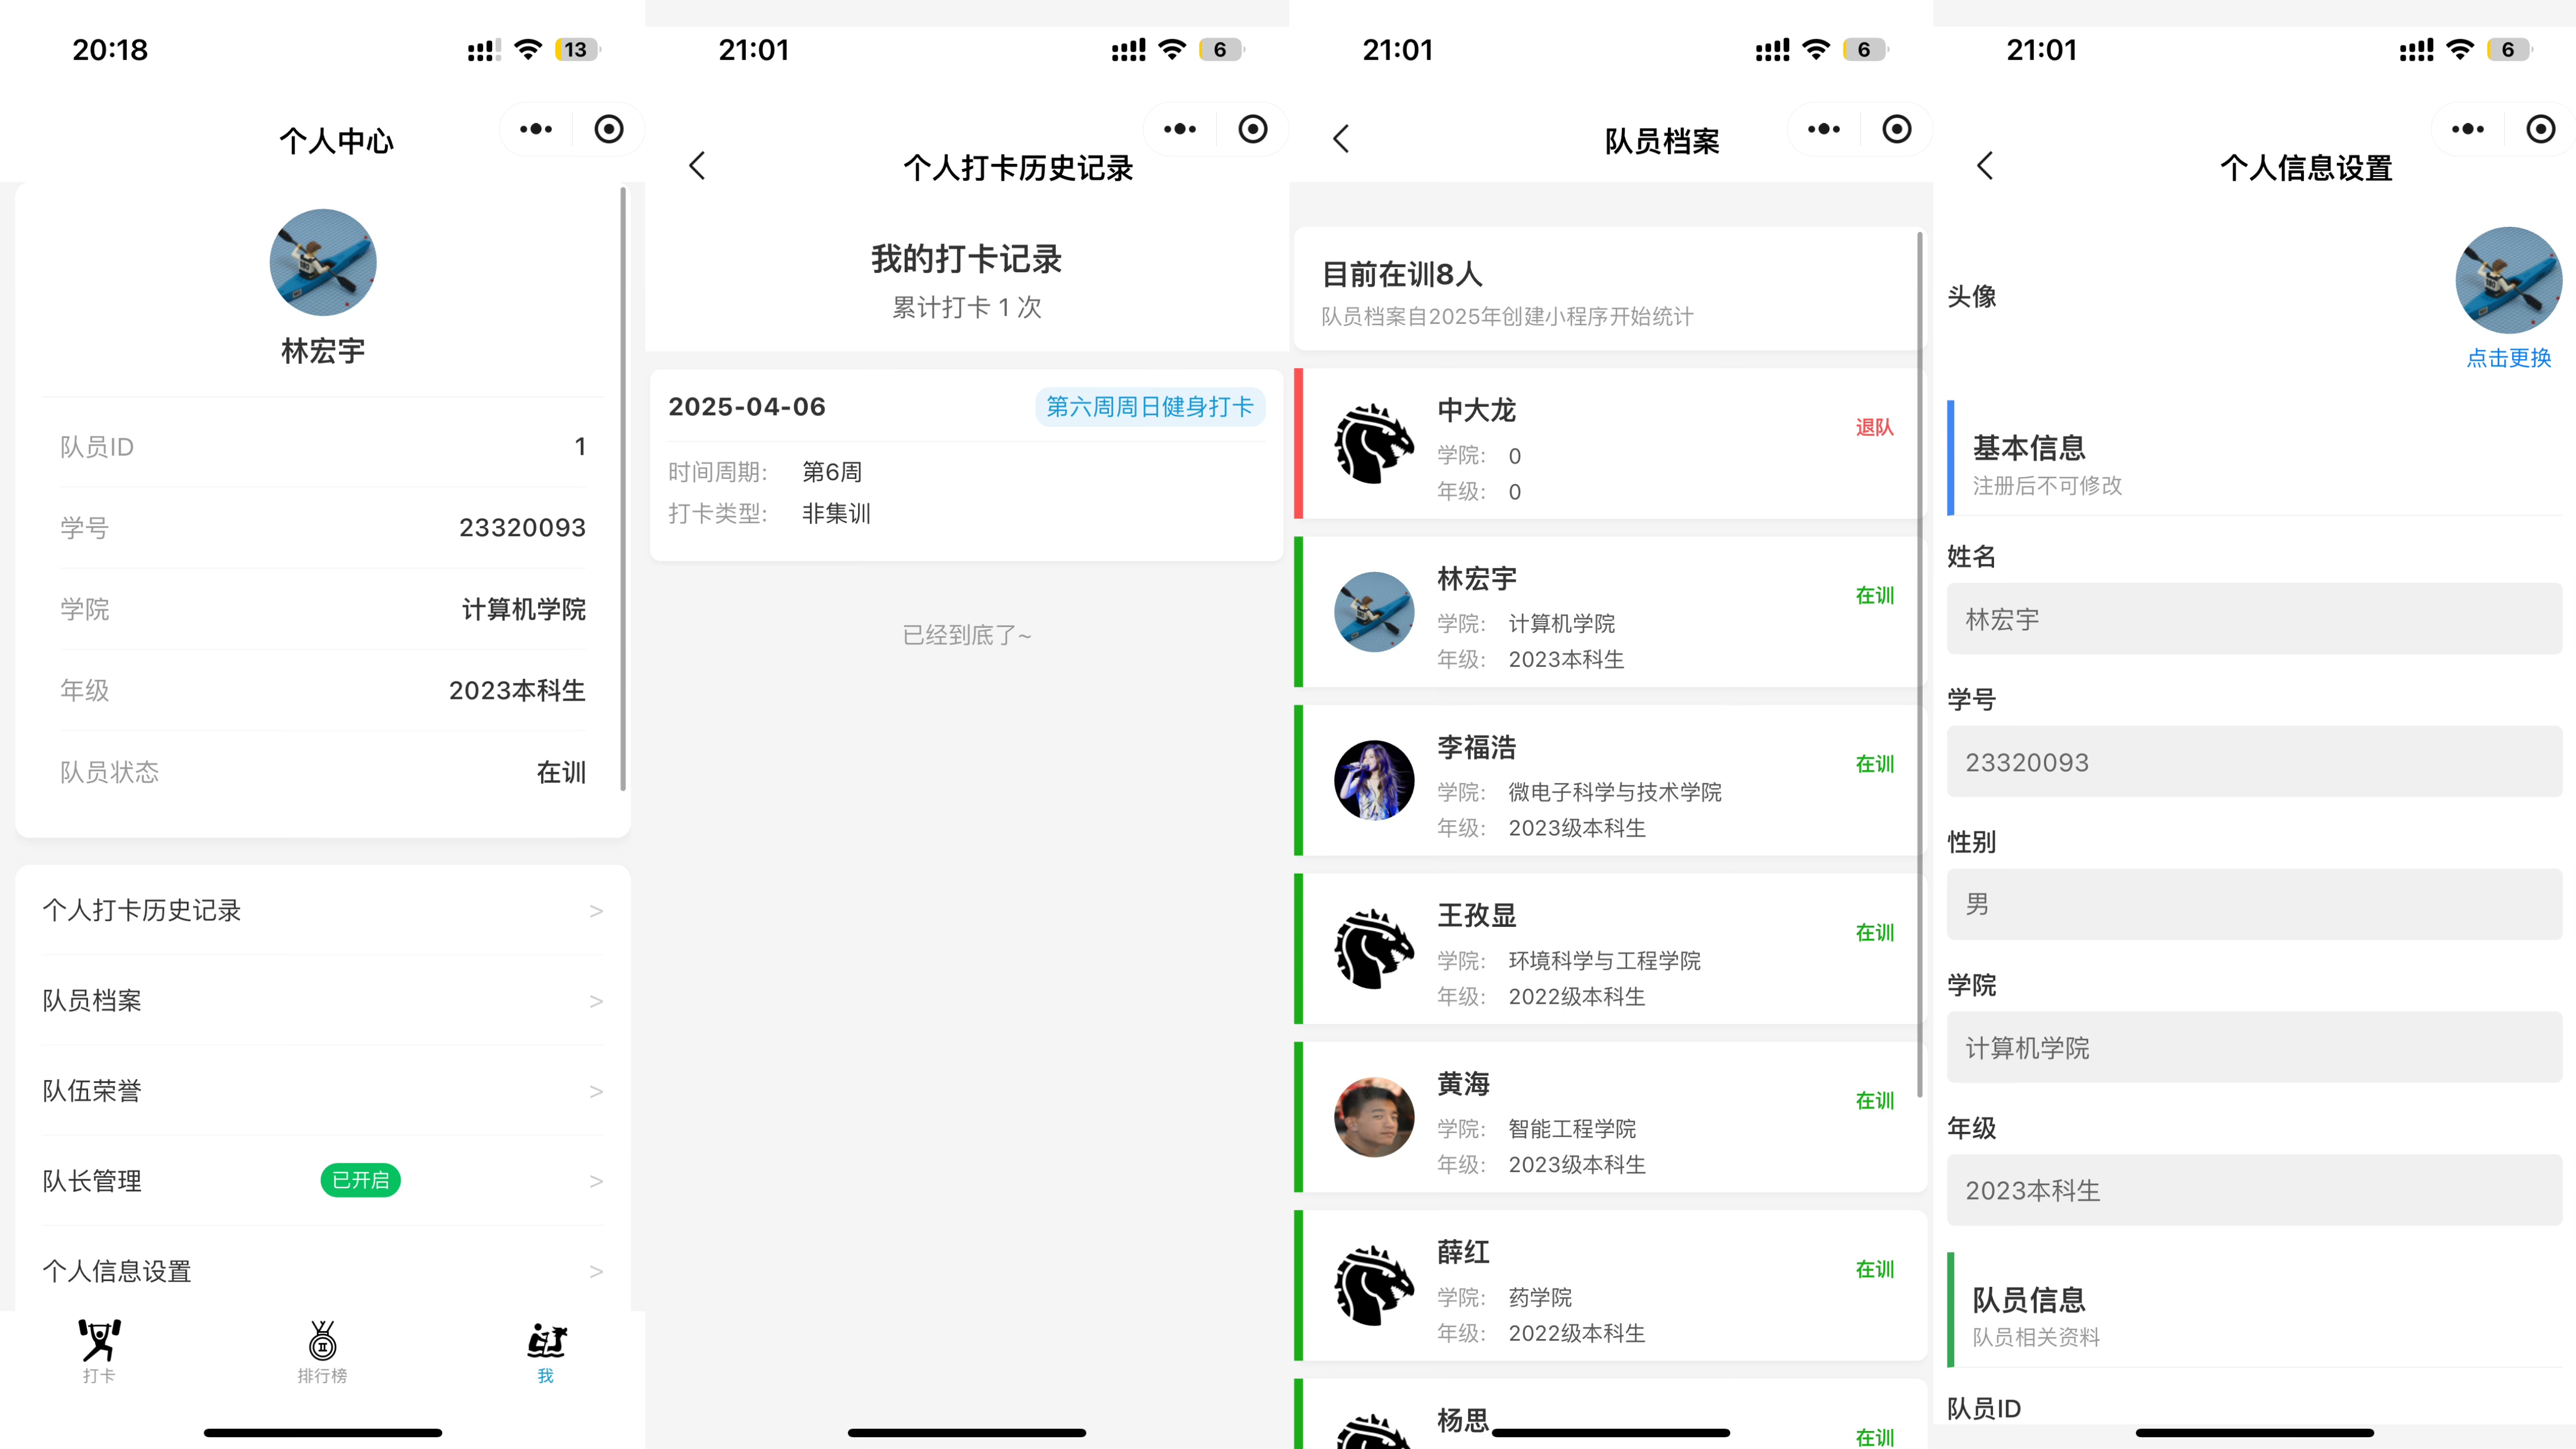 20:18
13
个人中心
林宏宇
队员ID
1
学号
23320093
学院
计算机学院
年级
2023本科生
队员状态
在训
个人打卡历史记录
>
队员档案
>
队伍荣誉
>
队长管理
已开启
>
个人信息设置
>
打卡
排行榜
我
21:01
6
个人打卡历史记录
我的打卡记录
累计打卡 1 次
2025-04-06
第六周周日健身打卡
时间周期:
第6周
打卡类型:
非集训
已经到底了~
21:01
6
队员档案
目前在训8人
队员档案自2025年创建小程序开始统计
中大龙
退队
学院: 0
年级: 0
林宏宇
在训
学院: 计算机学院
年级: 2023本科生
李福浩
在训
学院: 微电子科学与技术学院
年级: 2023级本科生
王孜显
在训
学院: 环境科学与工程学院
年级: 2022级本科生
黄海
在训
学院: 智能工程学院
年级: 2023级本科生
薛红
在训
学院: 药学院
年级: 2022级本科生
杨思
在训
21:01
6
个人信息设置
头像
点击更换
基本信息
注册后不可修改
姓名
林宏宇
学号
23320093
性别
男
学院
计算机学院
年级
2023本科生
队员信息
队员相关资料
队员ID